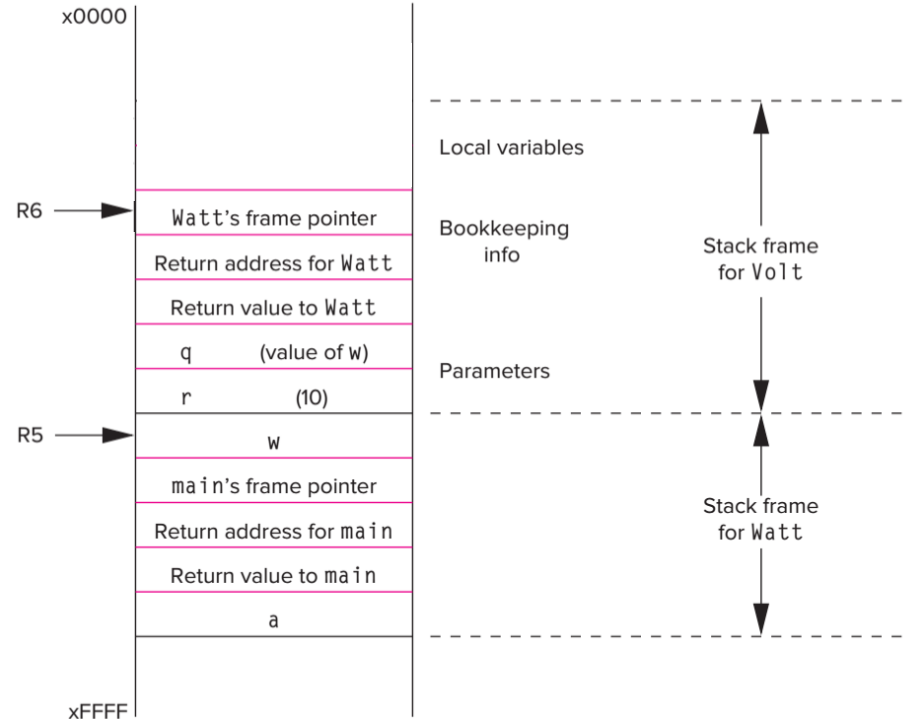 x0000
Local variables
R6
Watt's frame pointer
Bookkeeping
info
Return address for Watt
Stack frame
for Volt
Return value to Watt
q (value of w)
Parameters
r (10)
R5
w
main's frame pointer
Stack frame
for Watt
Return address for main
Return value to main
a
xFFFF